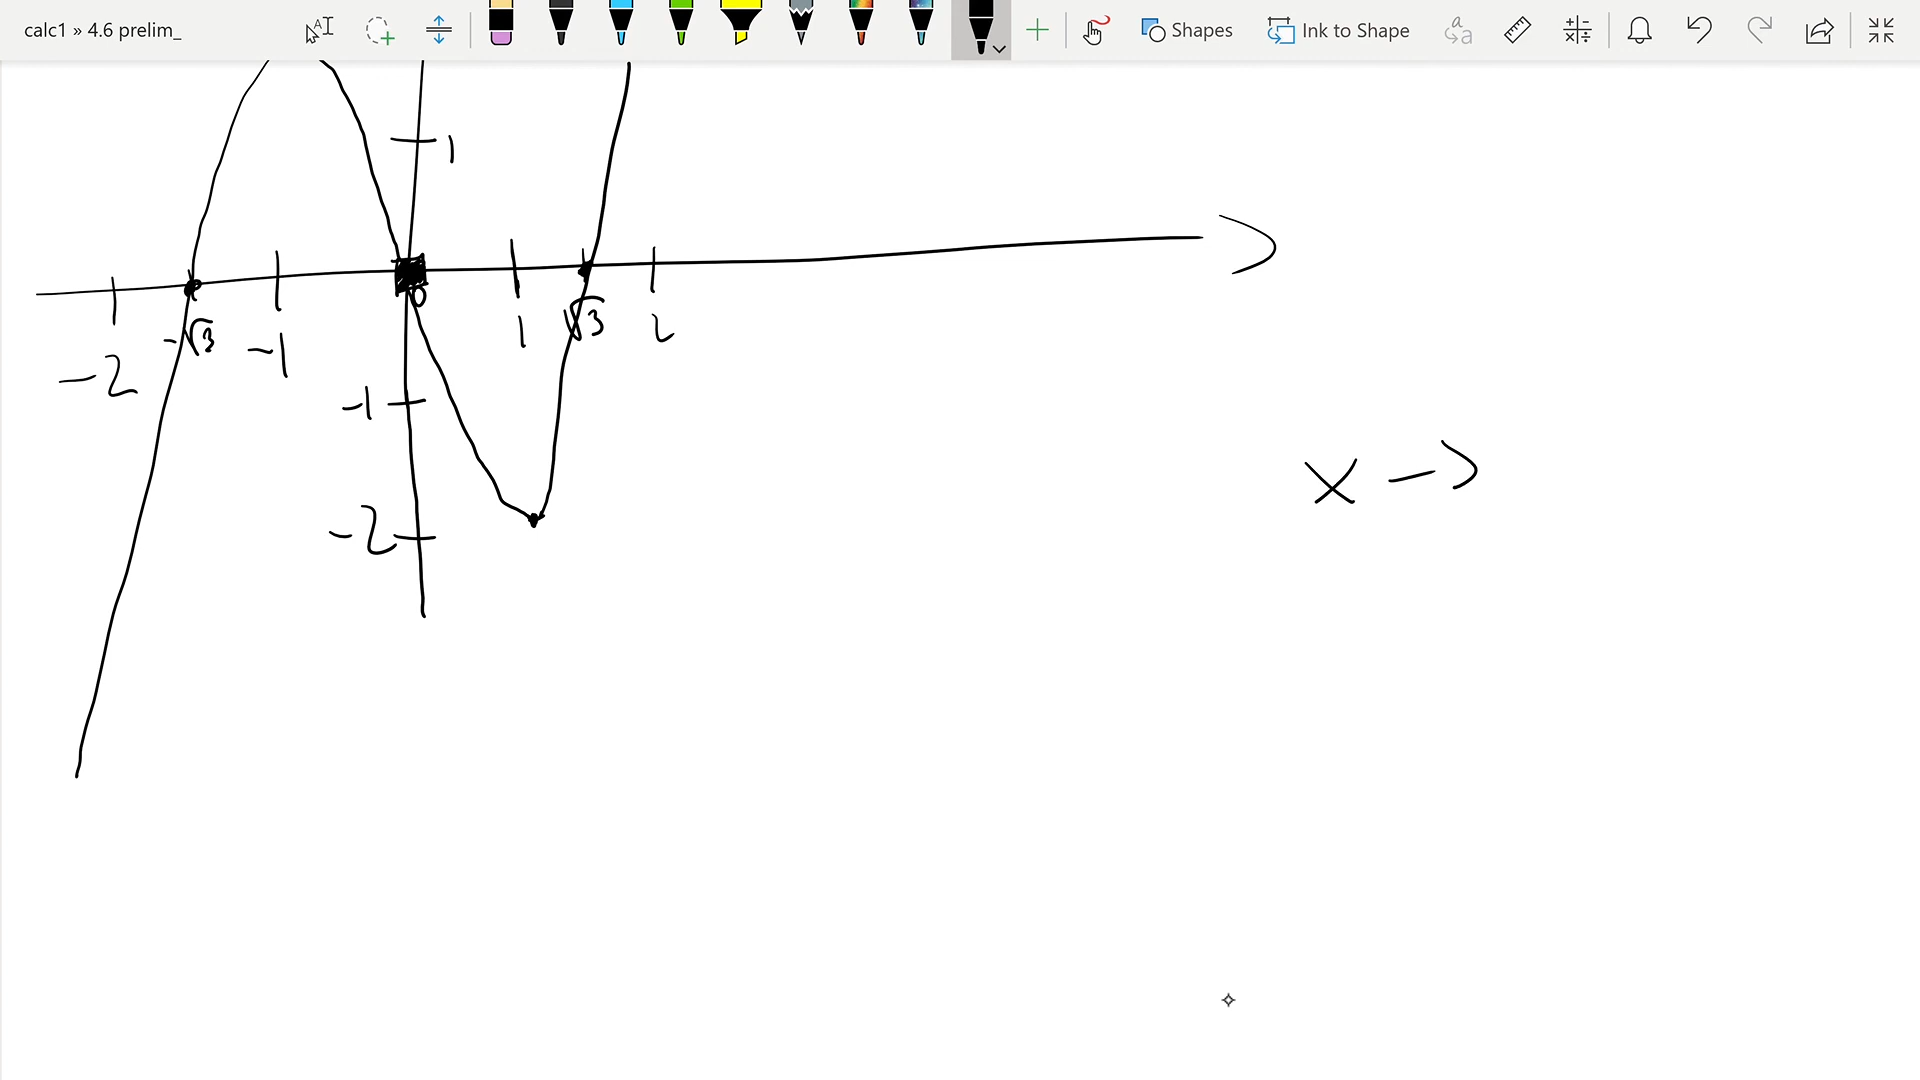 calc1 » 4.6 prelim_
Shapes
Ink to Shape
1
0
-√3
-1
1
√3
2
-2
-1
-2
x ->